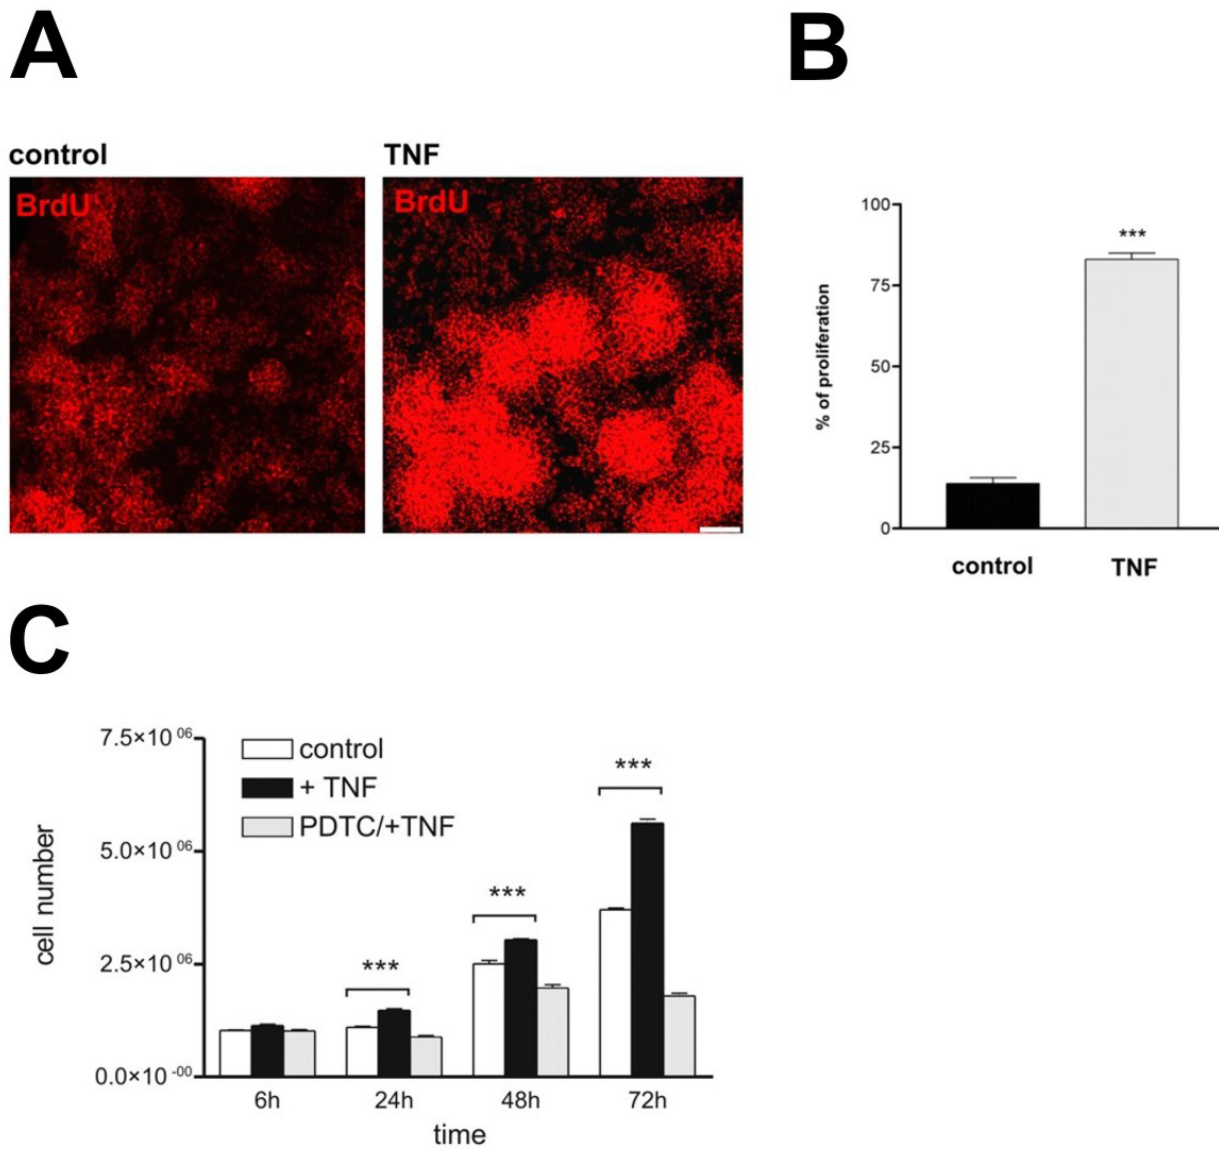 A
B
control
TNF
BrdU
BrdU
100
75
50
25
0
% of proliferation
***
control
TNF
C
7.5×10 06
5.0×10 06
2.5×10 06
0.0×10 -00
cell number
control
+ TNF
PDTC/+TNF
***
***
***
6h
24h
48h
72h
time